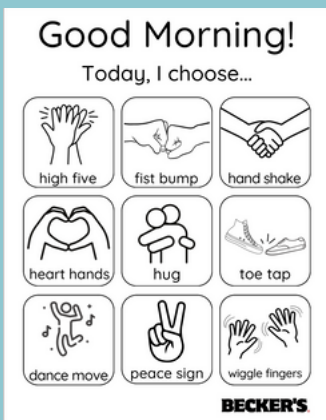 Good Morning!
Today, I choose...
high five
fist bump
hand shake
heart hands
hug
toe tap
dance move
peace sign
wiggle fingers
BECKER'S